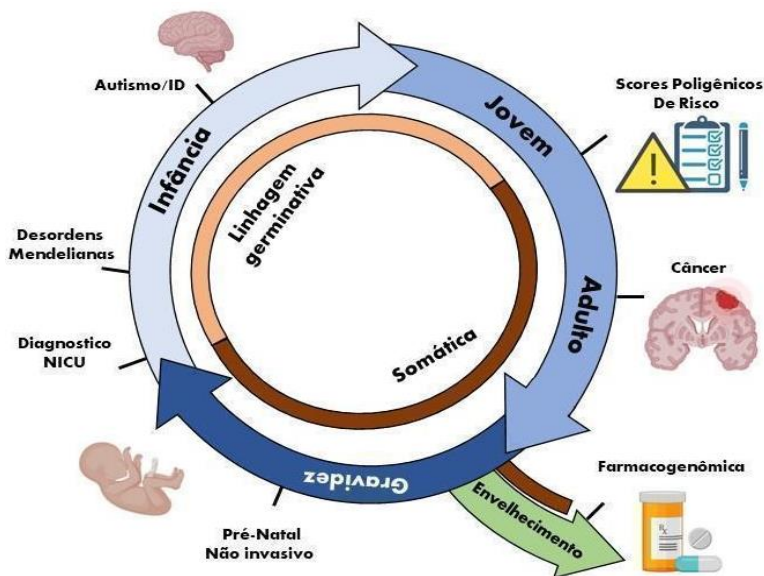 Autismo/ID
Infância
Jovem
Scores Poligênicos
De Risco
Linhagem
germinativa
Desordens
Mendelianas
Câncer
Adulto
Diagnostico
NICU
Somática
Gravidez
Farmacogenômica
Envelhecimento
Rx
Pré-Natal
Não invasivo